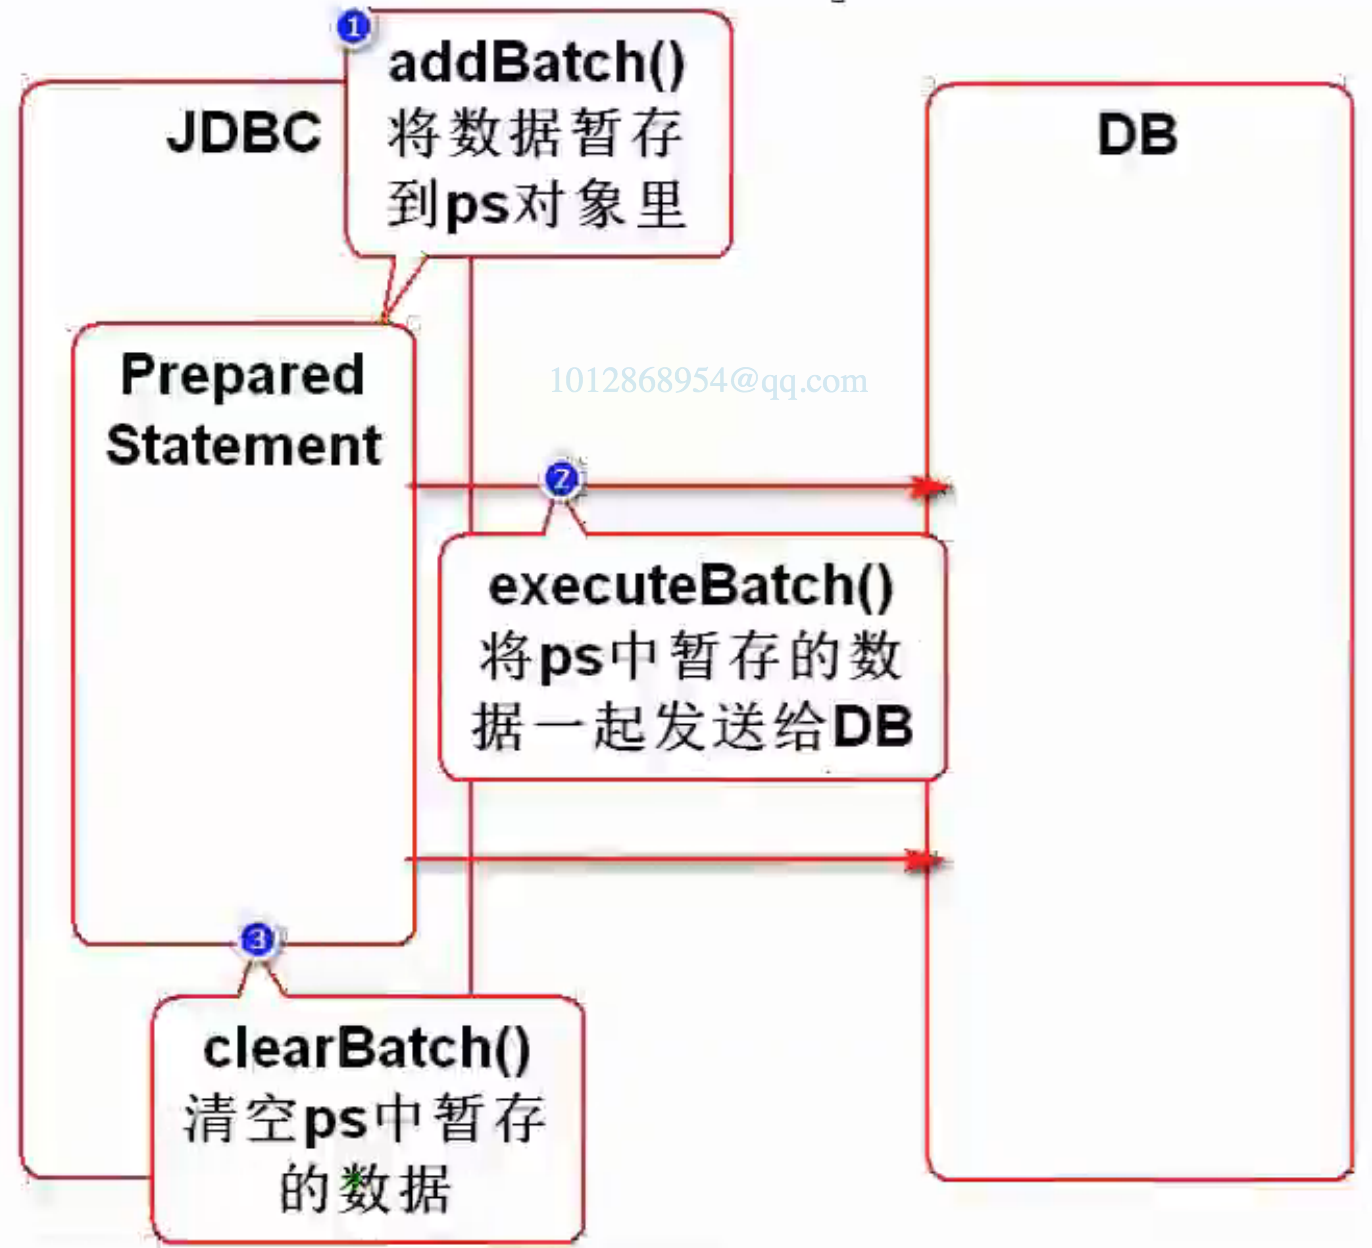 1
addBatch()
将数据暂存
到ps对象里
JDBC
DB
Prepared
Statement
1012868954@qq.com
2
executeBatch()
将ps中暂存的数
据一起发送给DB
3
clearBatch()
清空ps中暂存
的数据